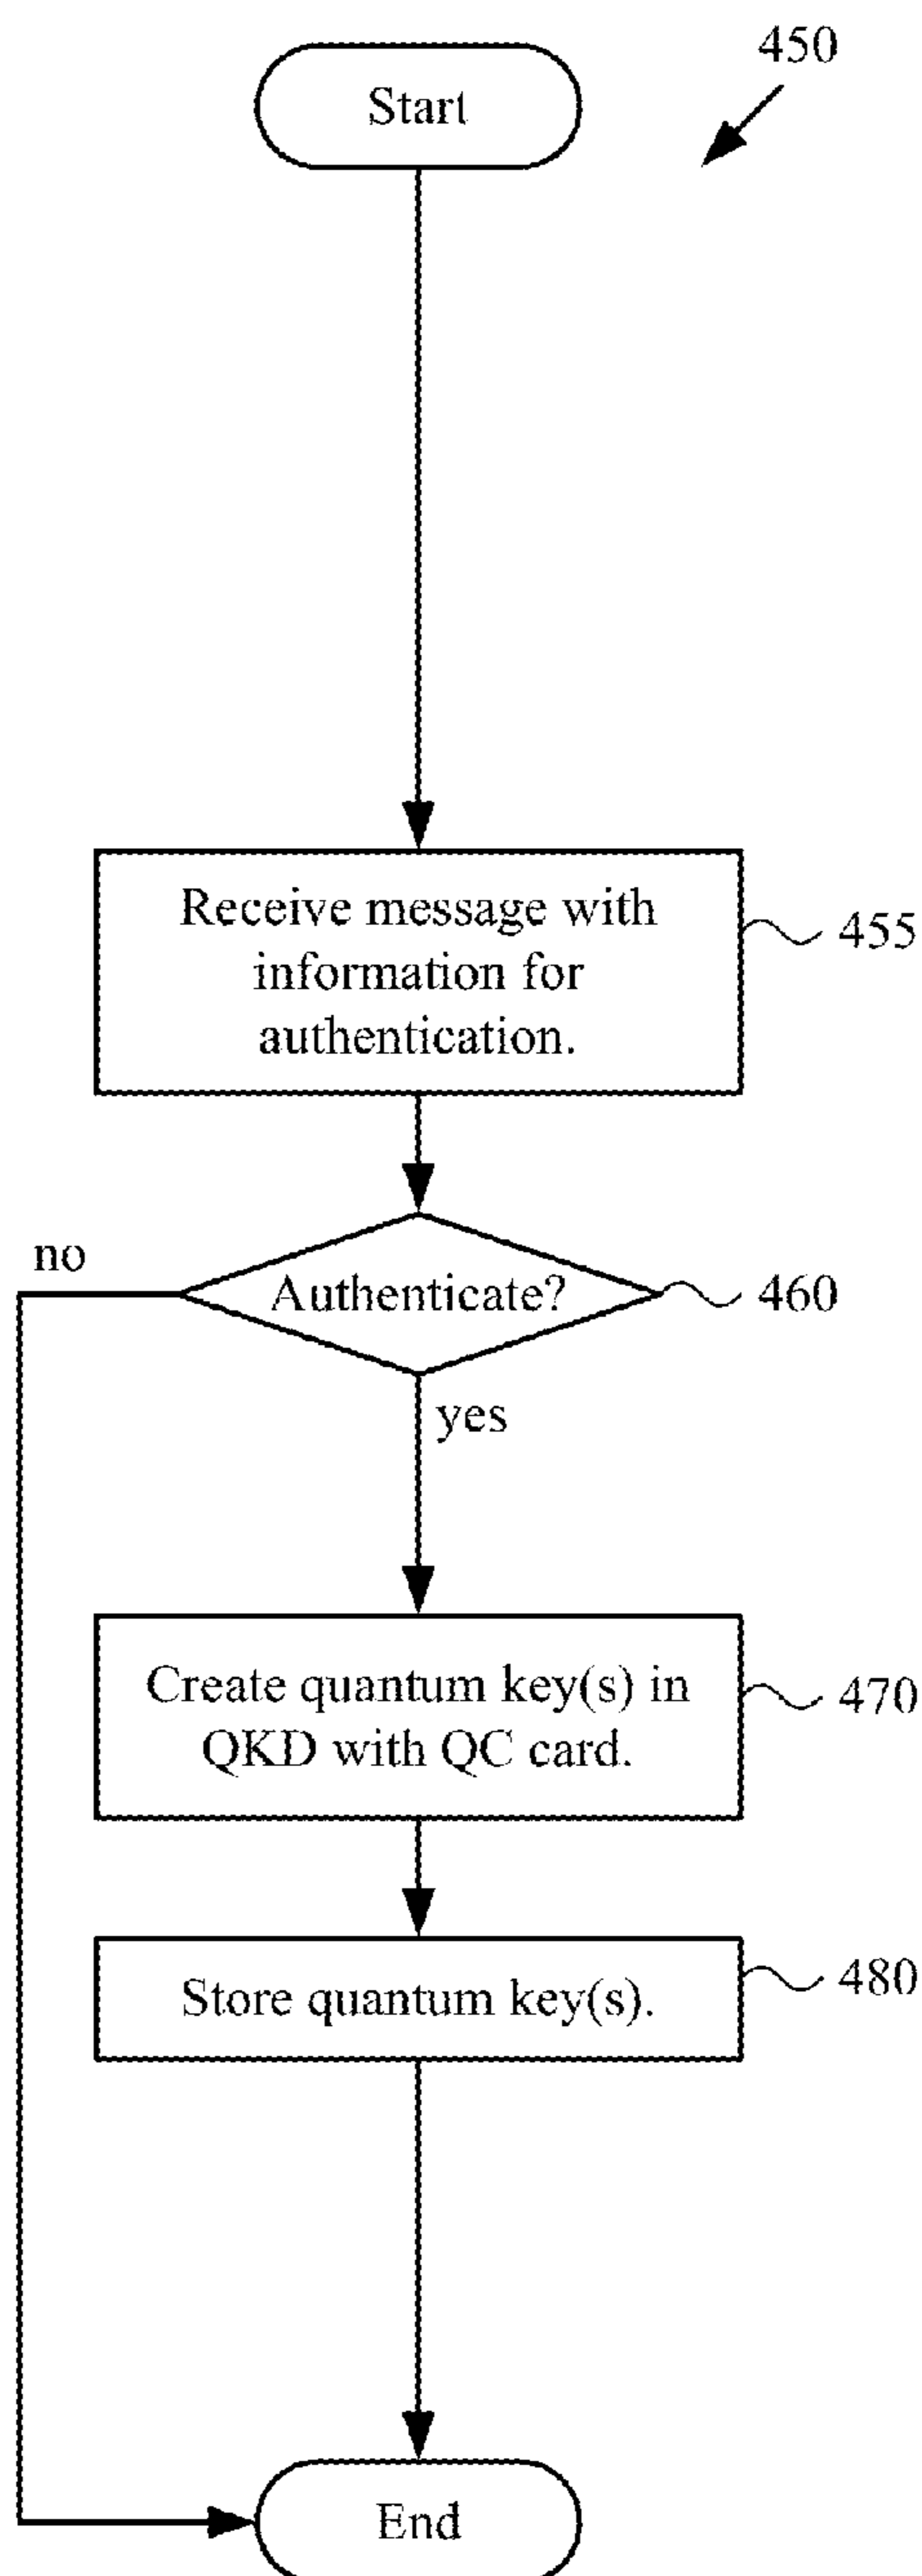 450
Start
Receive message with
information for
authentication.
455
no
Authenticate?
460
yes
Create quantum key(s) in
QKD with QC card.
470
Store quantum key(s).
480
End